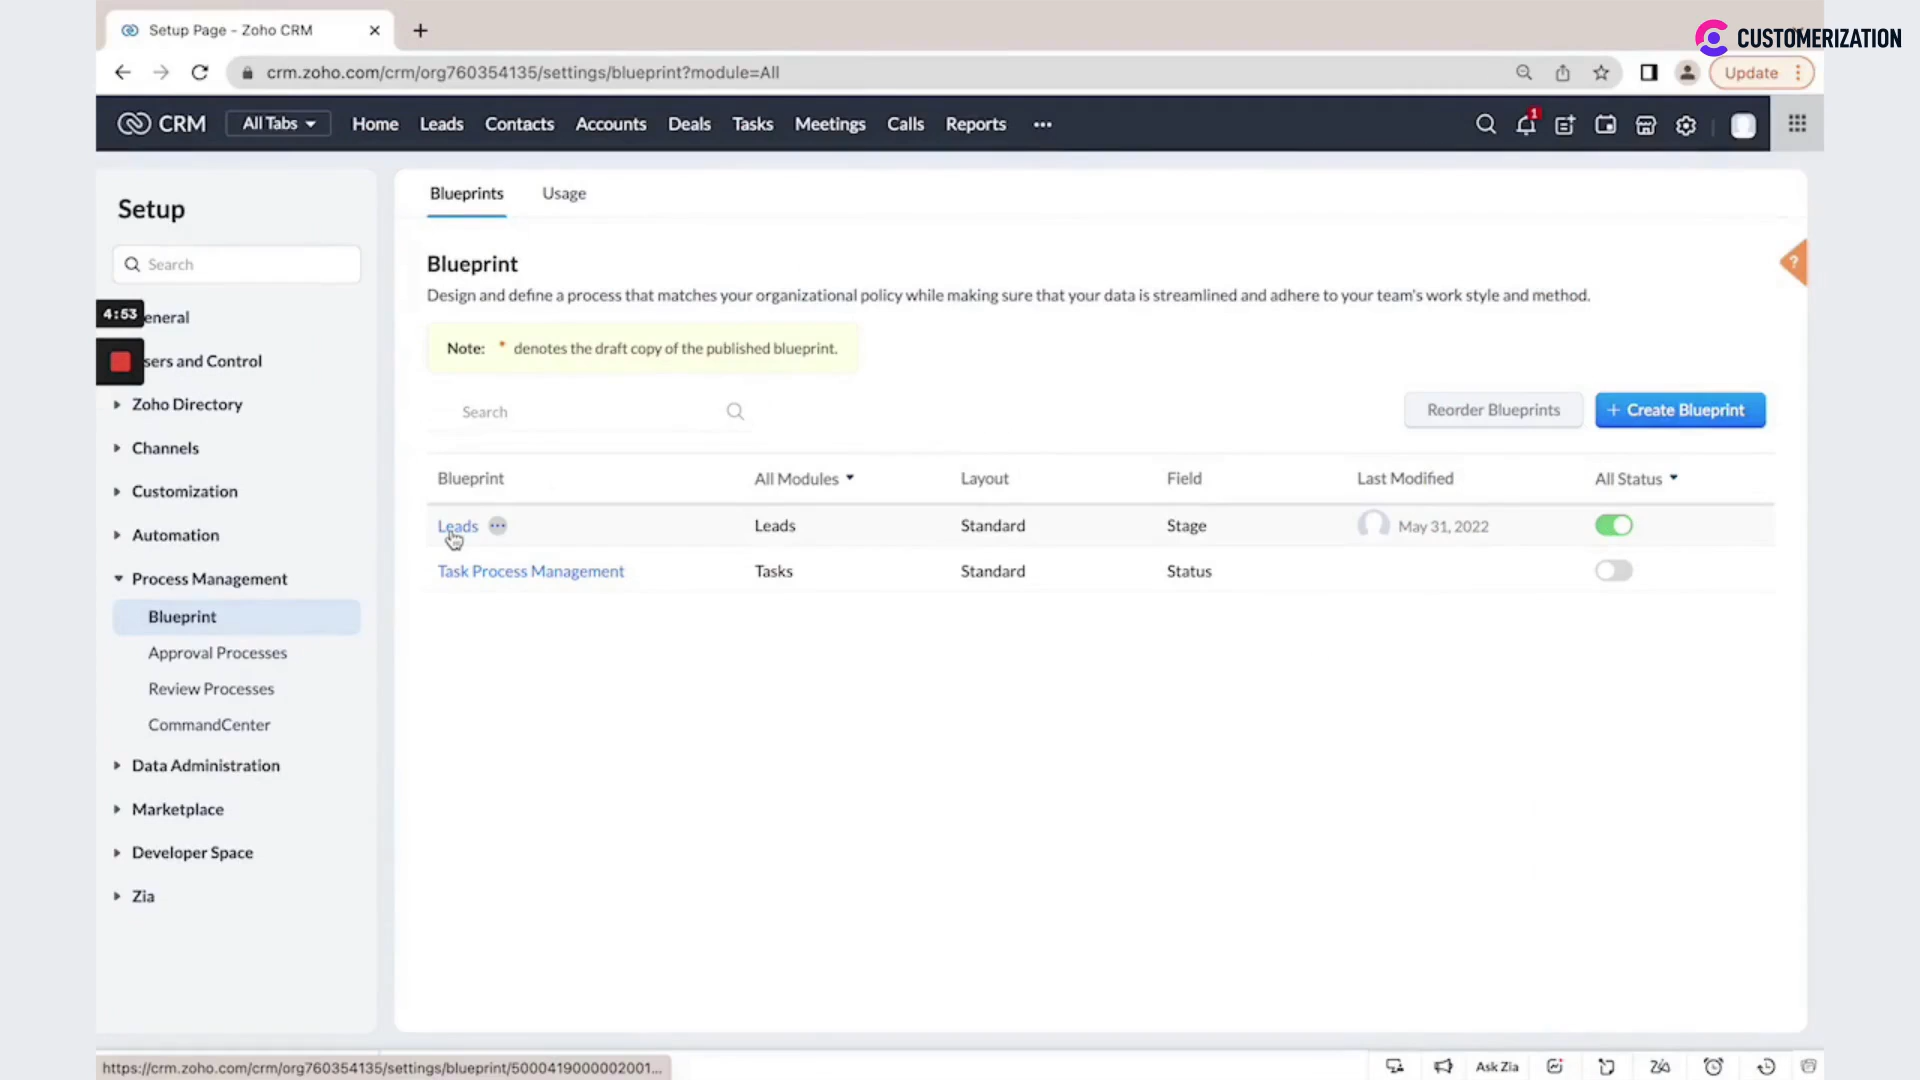 Setup Page - Zoho CRM
CUSTOMERIZATION
crm.zoho.com/crm/org760354135/settings/blueprint?module=All
Update
CRM
All Tabs
Home
Leads
Contacts
Accounts
Deals
Tasks
Meetings
Calls
Reports
1
Setup
Search
4:53
eneral
sers and Control
Zoho Directory
Channels
Customization
Automation
Process Management
Blueprint
Approval Processes
Review Processes
CommandCenter
Data Administration
Marketplace
Developer Space
Zia
Blueprints
Usage
Blueprint
?
Design and define a process that matches your organizational policy while making sure that your data is streamlined and adhere to your team's work style and method.
Note: * denotes the draft copy of the published blueprint.
Search
Reorder Blueprints
+ Create Blueprint
Blueprint
All Modules
Layout
Field
Last Modified
All Status
Leads
Leads
Standard
Stage
May 31, 2022
Task Process Management
Tasks
Standard
Status
https://crm.zoho.com/crm/org760354135/settings/blueprint/5000419000002001...
Ask Zia